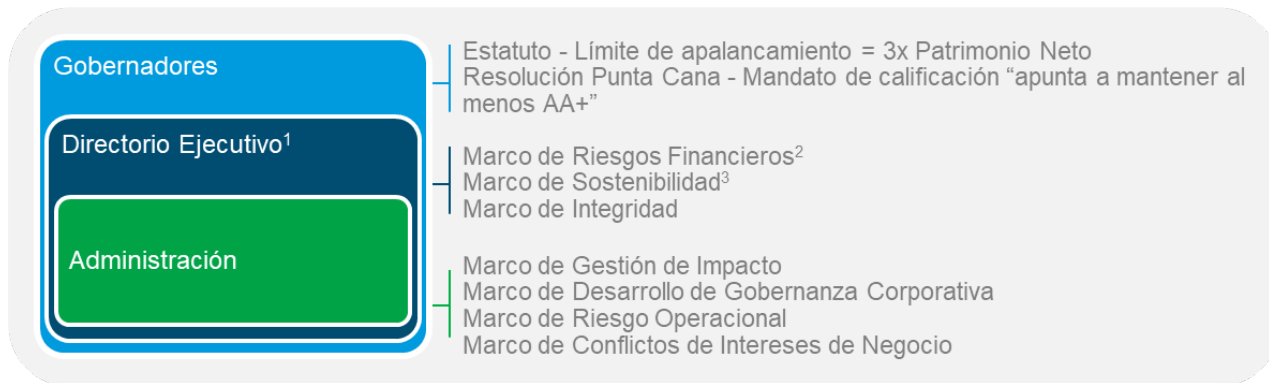 Gobernadores
Estatuto - Límite de apalancamiento = 3x Patrimonio Neto
Resolución Punta Cana - Mandato de calificación “apunta a mantener al
menos AA+”
Directorio Ejecutivo¹
Marco de Riesgos Financieros²
Marco de Sostenibilidad³
Marco de Integridad
Administración
Marco de Gestión de Impacto
Marco de Desarrollo de Gobernanza Corporativa
Marco de Riesgo Operacional
Marco de Conflictos de Intereses de Negocio